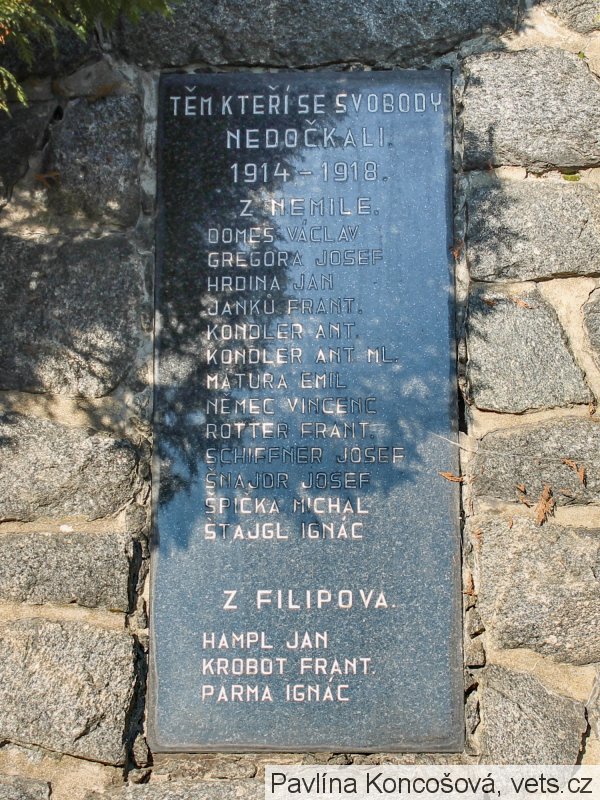 TĚM KTEŘÍ SE SVOBODY
NEDOČKALI.
1914 – 1918.
Z NEMILE.
DOMES VÁCLAV
GREGORA JOSEF
HRDINA JAN
JANKŮ FRANT.
KONDLER ANT.
KONDLER ANT. ML.
MATURA EMIL
NĚMEC VINCENC
ROTTER FRANT.
SCHIFFNER JOSEF
ŠNAJDR JOSEF
ŠPIČKA MICHAL
ŠTAJGL IGNÁC
Z FILIPOVA.
HAMPL JAN
KROBOT FRANT.
PARMA IGNÁC
Pavlína Koncošová, vets.cz